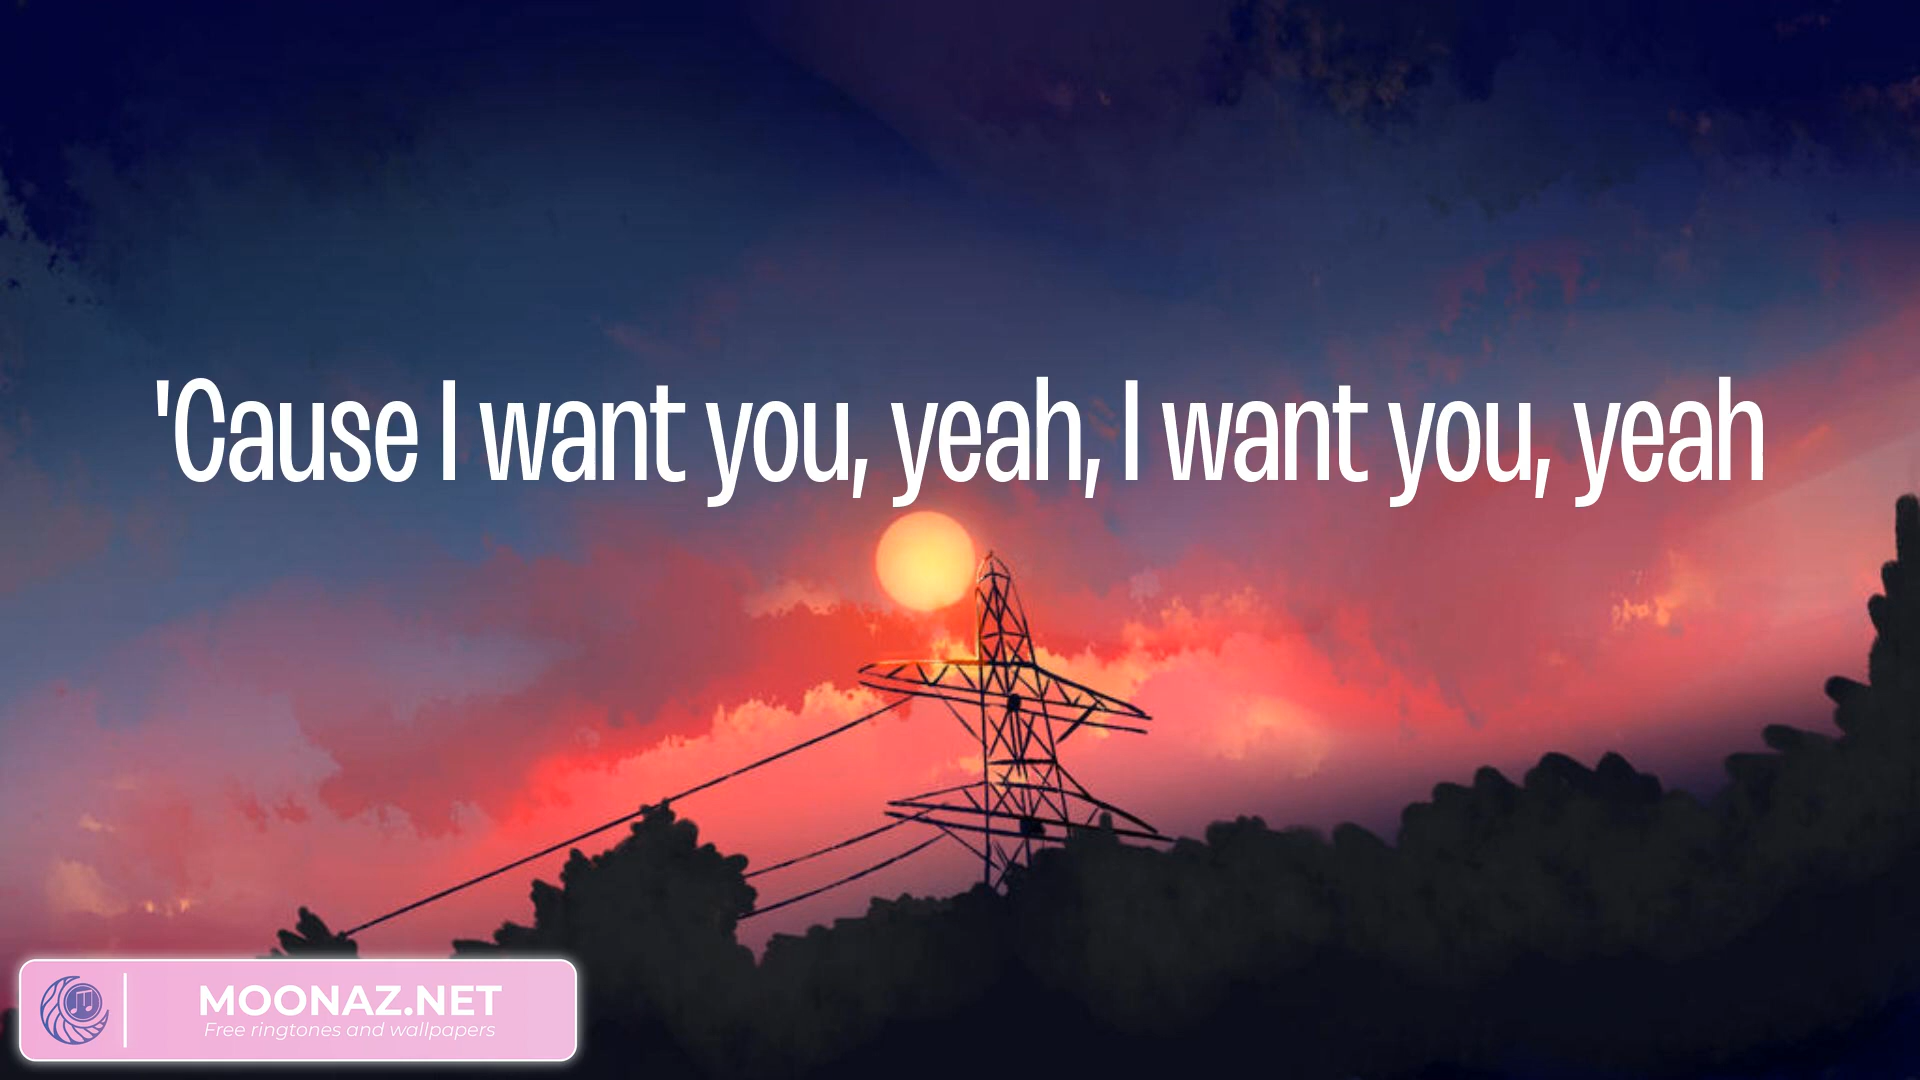 'Cause I want you, yeah, I want you, yeah
MOONAZ.NET
Free ringtones and wallpapers